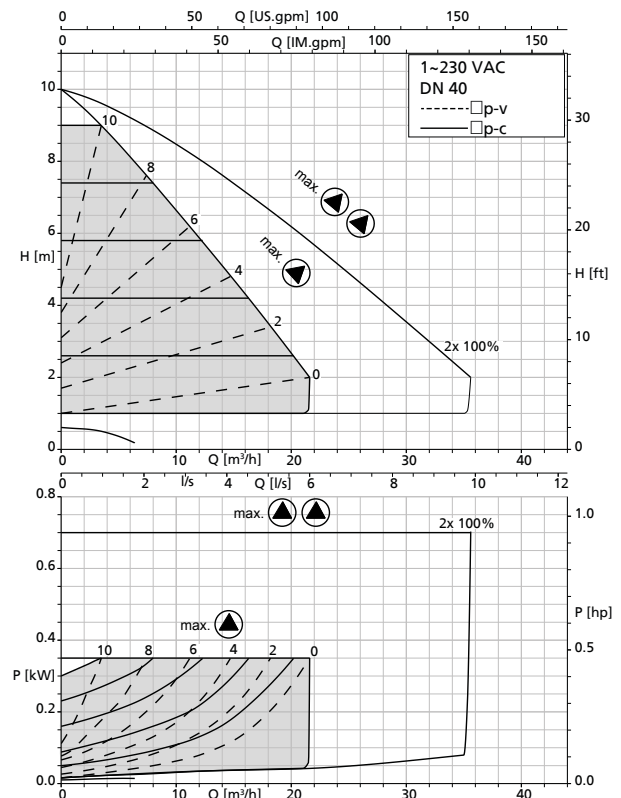 Q [US.gpm]
0 50 100 150
Q [IM.gpm]
0 50 100 150
1~230 VAC
DN 40
□p-v
□p-c
10
8
6
4
2
0
H [m]
30
20
10
0
H [ft]
10
8
6
4
2
0
max.
max.
2x 100%
0 10 20 30 40
Q [m³/h]
0 2 4 6 8 10 12
l/s
Q [l/s]
0.8
0.6
0.4
0.2
0.0
P [kW]
1.0
0.5
0.0
P [hp]
max.
2x 100%
max.
10 8 6 4 2 0
0 10 20 30 40
Q [m³/h]